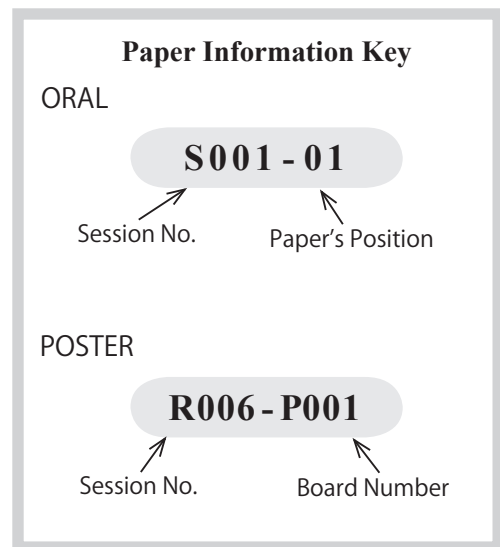 Paper Information Key
ORAL
S001 - 01
Session No. Paper's Position
POSTER
R006 - P001
Session No. Board Number